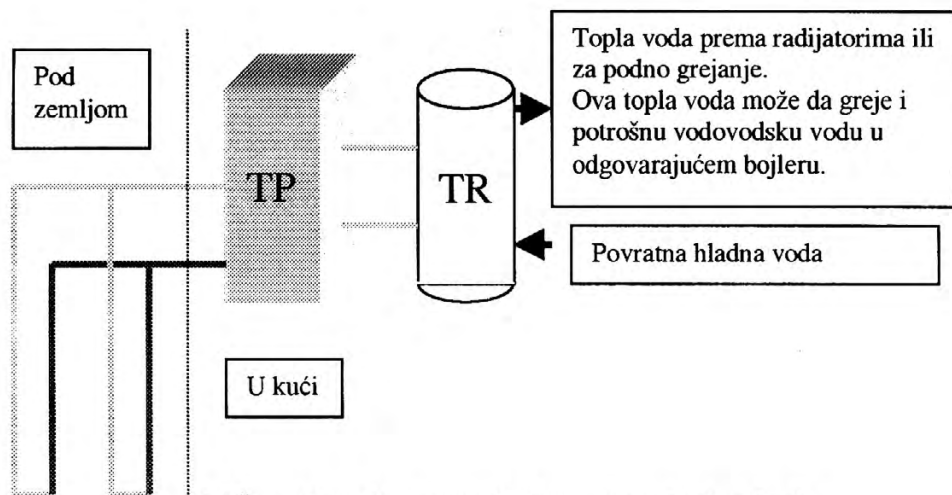 Pod
zemljom
TP
TR
Topla voda prema radijatorima ili
za podno grejanje.
Ova topla voda može da greje i
potrošnu vodovodsku vodu u
odgovarajućem bojleru.
Povratna hladna voda
U kući